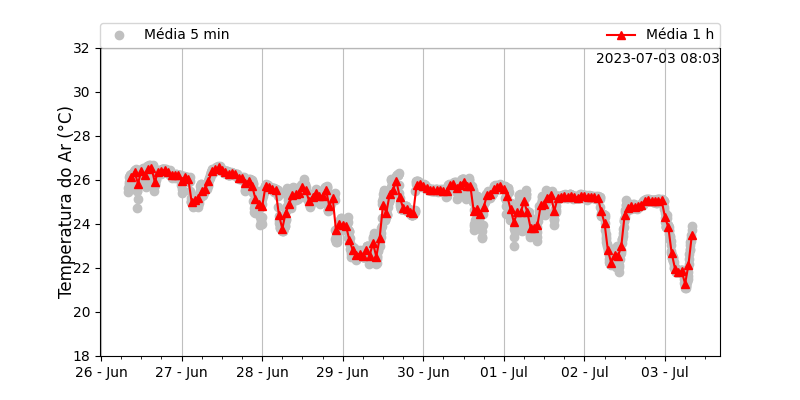 Média 5 min
Média 1 h
2023-07-03 08:03
Temperatura do Ar (°C)
32
30
28
26
24
22
20
18
26 - Jun
27 - Jun
28 - Jun
29 - Jun
30 - Jun
01 - Jul
02 - Jul
03 - Jul